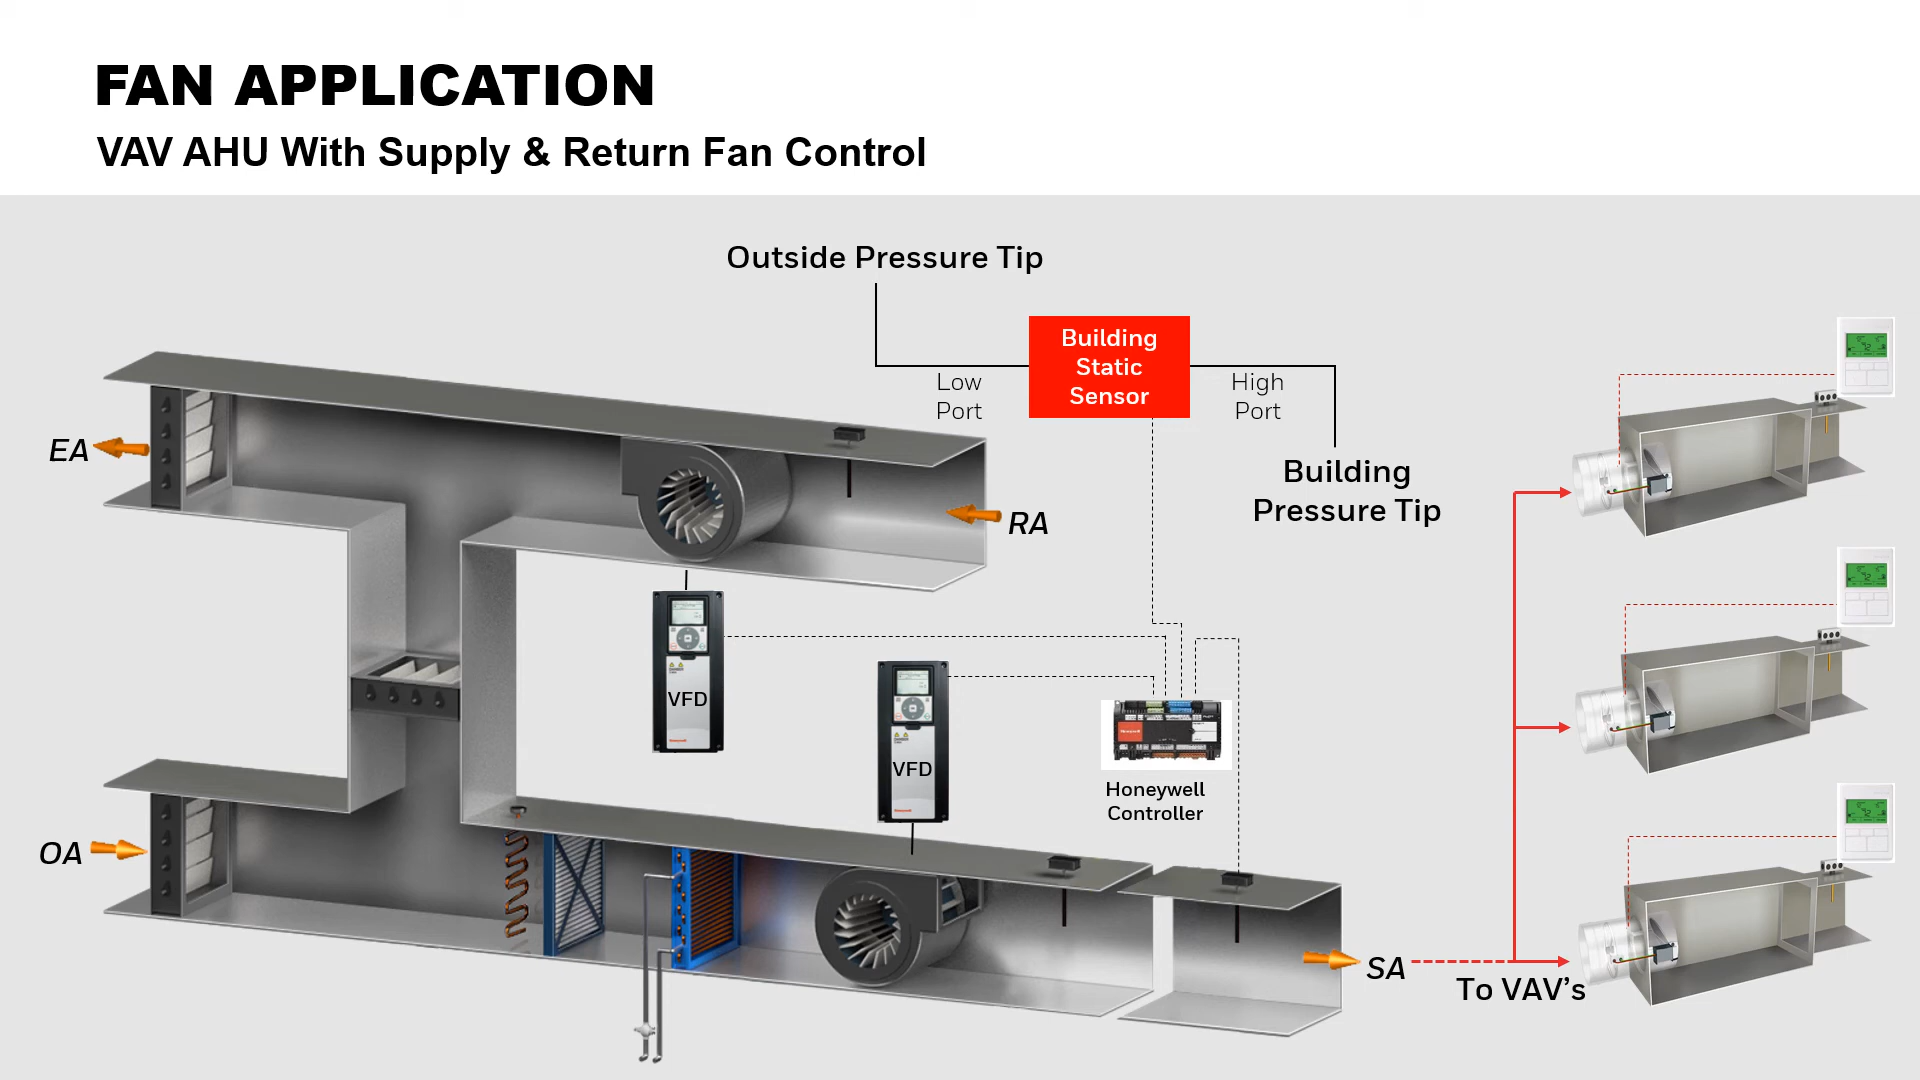 FAN APPLICATION
VAV AHU With Supply & Return Fan Control
Outside Pressure Tip
Building
Static
Sensor
Low
Port
High
Port
Building
Pressure Tip
EA
RA
VFD
VFD
Honeywell
Controller
OA
SA
To VAV’s